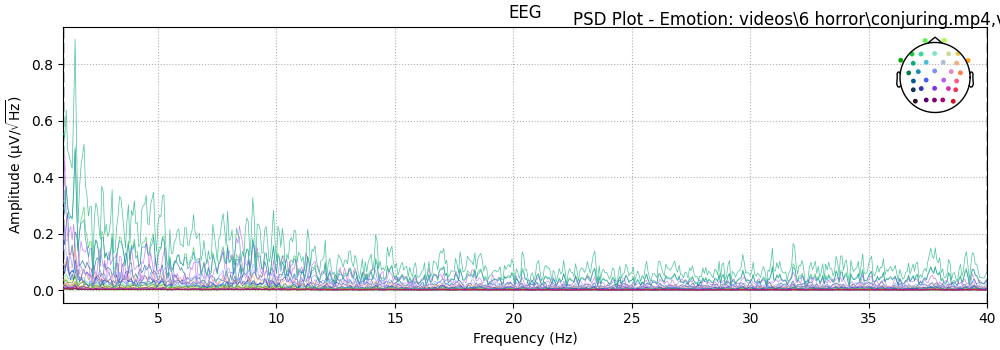 EEG
PSD Plot - Emotion: videos\6 horror\conjuring.mp4,v
Amplitude (µV/√Hz)
0.8
0.6
0.4
0.2
0.0
5 10 15 20 25 30 35 40
Frequency (Hz)